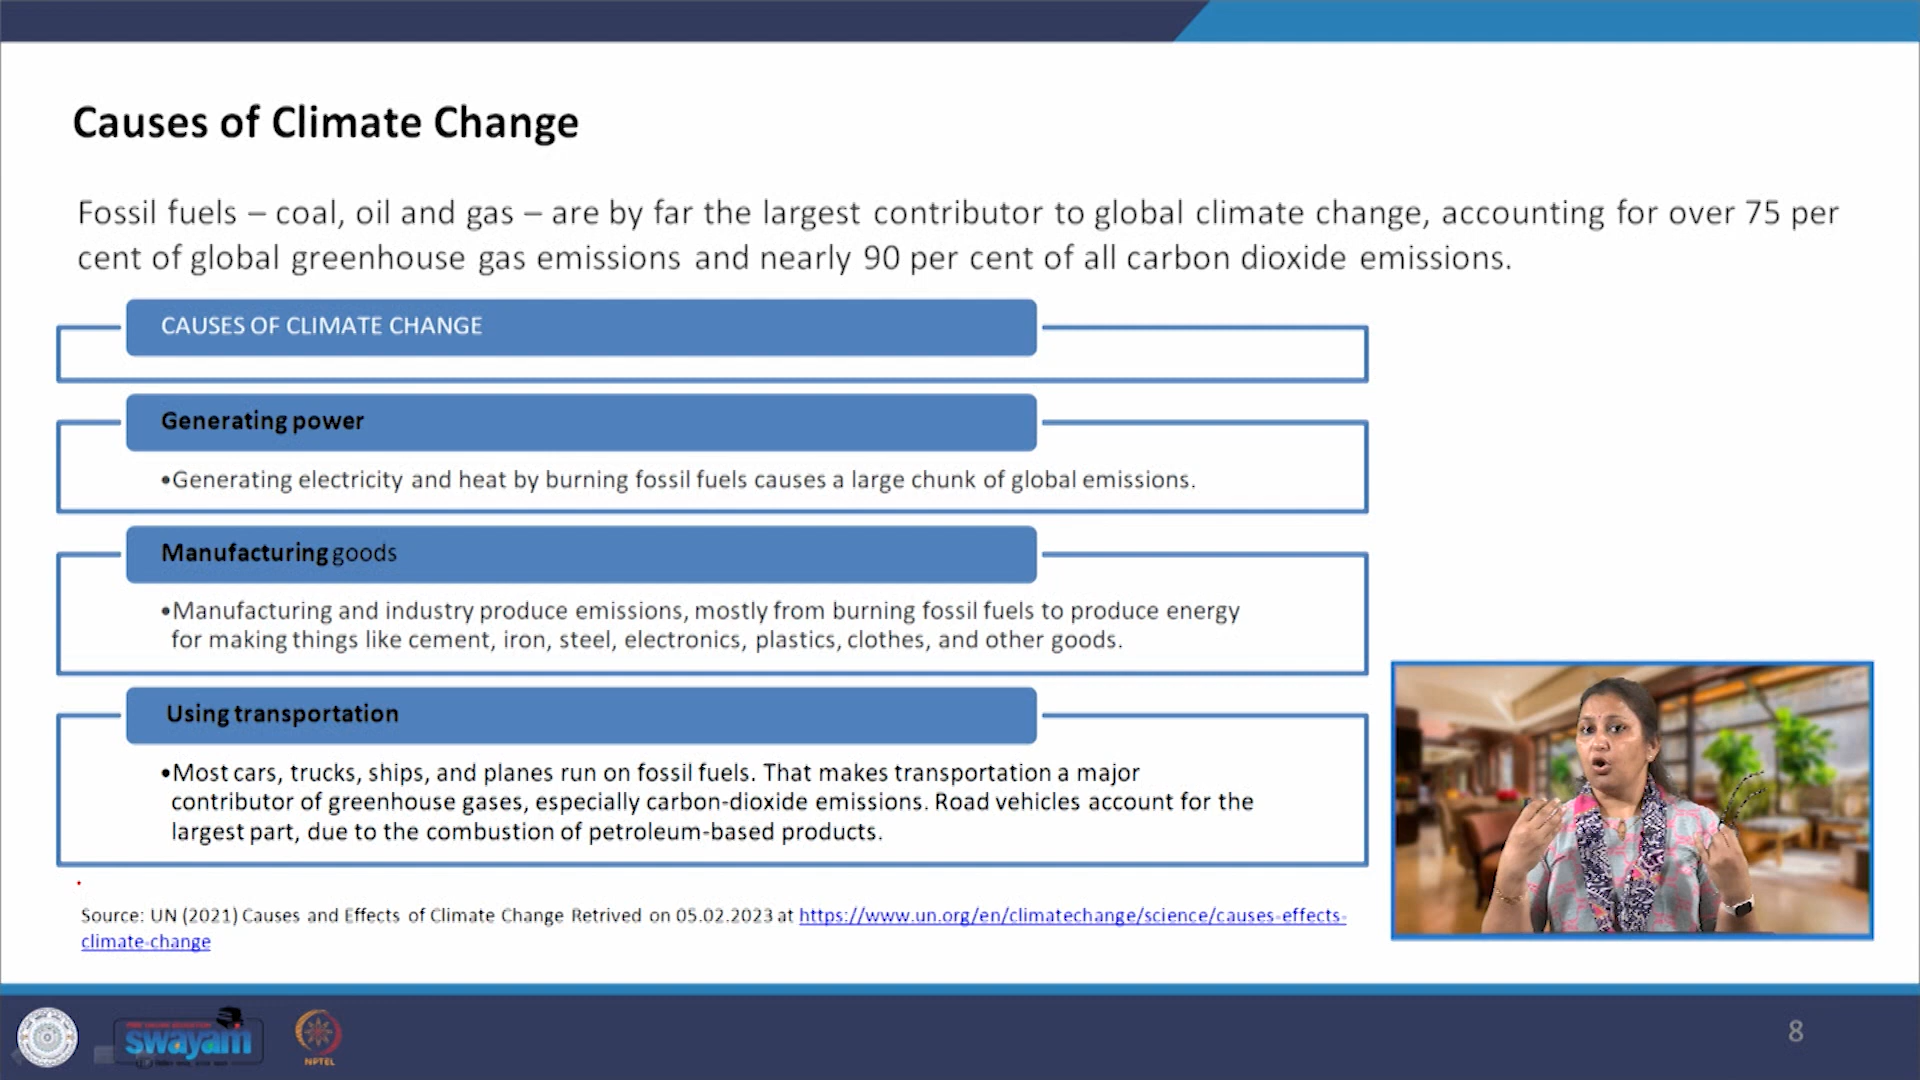 Causes of Climate Change
Fossil fuels – coal, oil and gas – are by far the largest contributor to global climate change, accounting for over 75 per
cent of global greenhouse gas emissions and nearly 90 per cent of all carbon dioxide emissions.
CAUSES OF CLIMATE CHANGE
Generating power
•Generating electricity and heat by burning fossil fuels causes a large chunk of global emissions.
Manufacturing goods
•Manufacturing and industry produce emissions, mostly from burning fossil fuels to produce energy
for making things like cement, iron, steel, electronics, plastics, clothes, and other goods.
Using transportation
•Most cars, trucks, ships, and planes run on fossil fuels. That makes transportation a major
contributor of greenhouse gases, especially carbon-dioxide emissions. Road vehicles account for the
largest part, due to the combustion of petroleum-based products.
Source: UN (2021) Causes and Effects of Climate Change Retrived on 05.02.2023 at https://www.un.org/en/climatechange/science/causes-effects-
climate-change
swayam
NPTEL
8